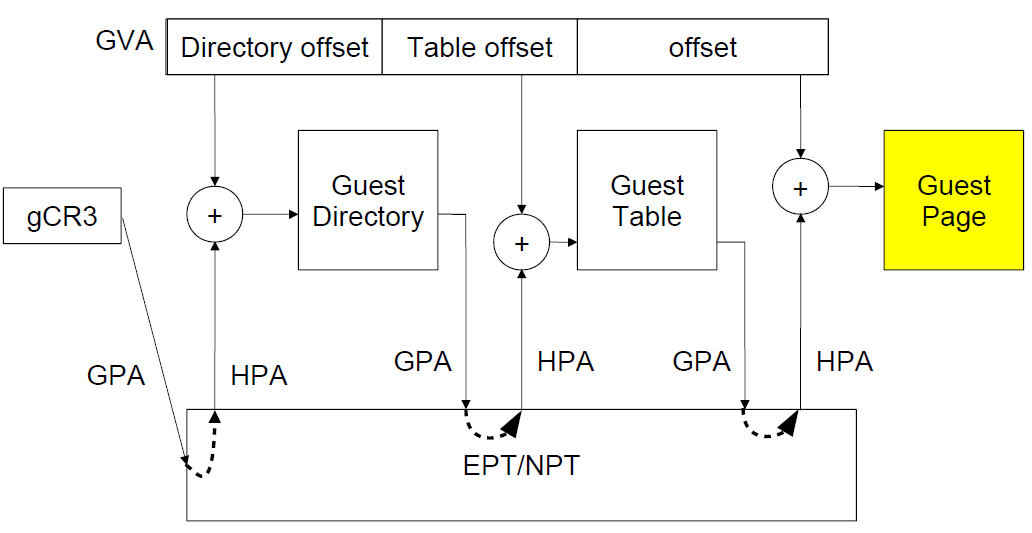 GVA
Directory offset
Table offset
offset
gCR3
+
Guest
Directory
+
Guest
Table
+
Guest
Page
GPA
HPA
GPA
HPA
GPA
HPA
EPT/NPT